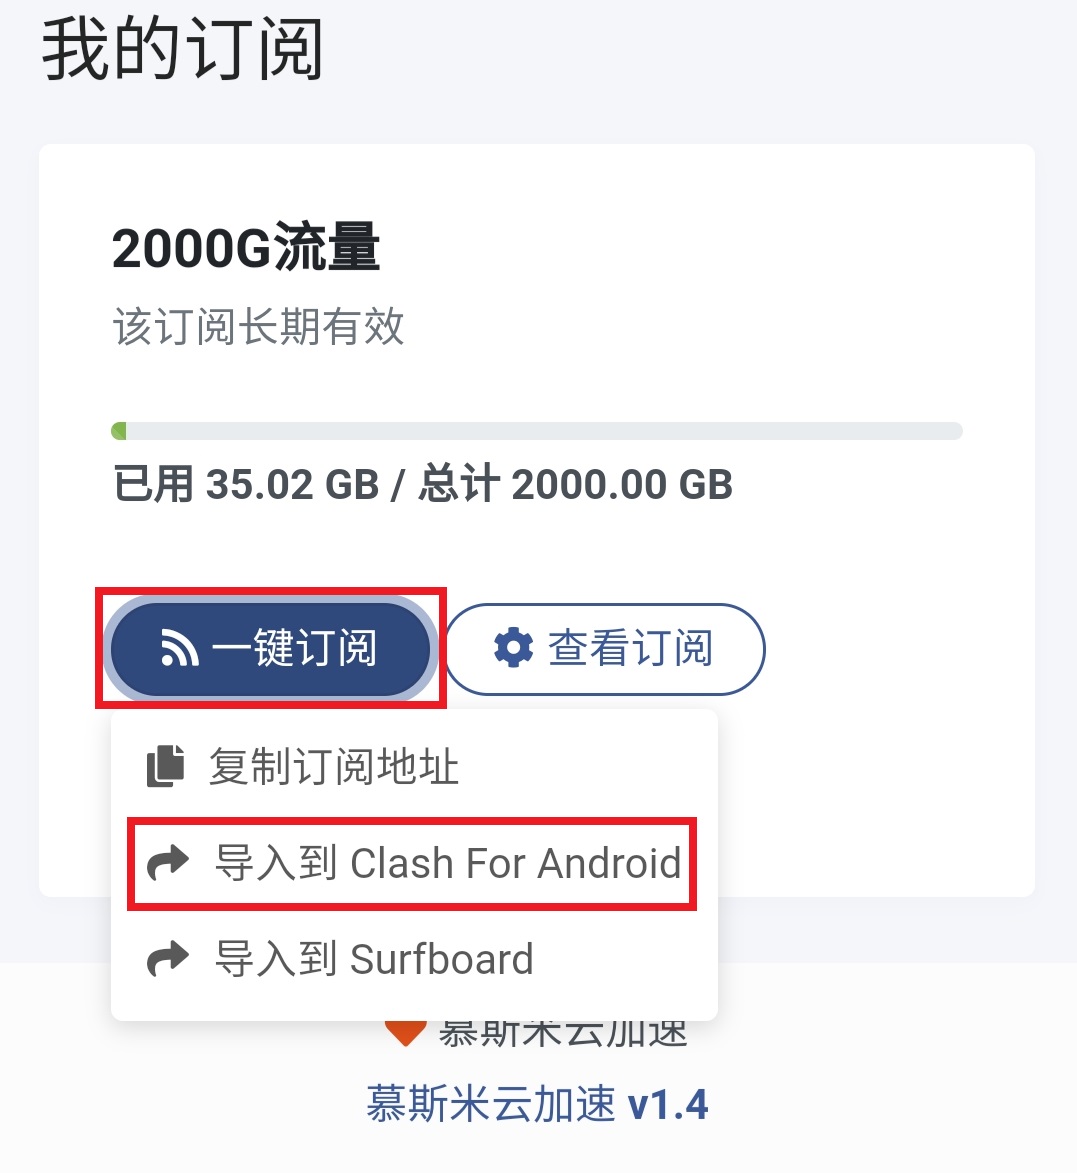 我的订阅
2000G流量
该订阅长期有效
已用 35.02 GB / 总计 2000.00 GB
一键订阅 查看订阅
复制订阅地址
导入到 Clash For Android
导入到 Surfboard
慕斯米云加速
慕斯米云加速 v1.4